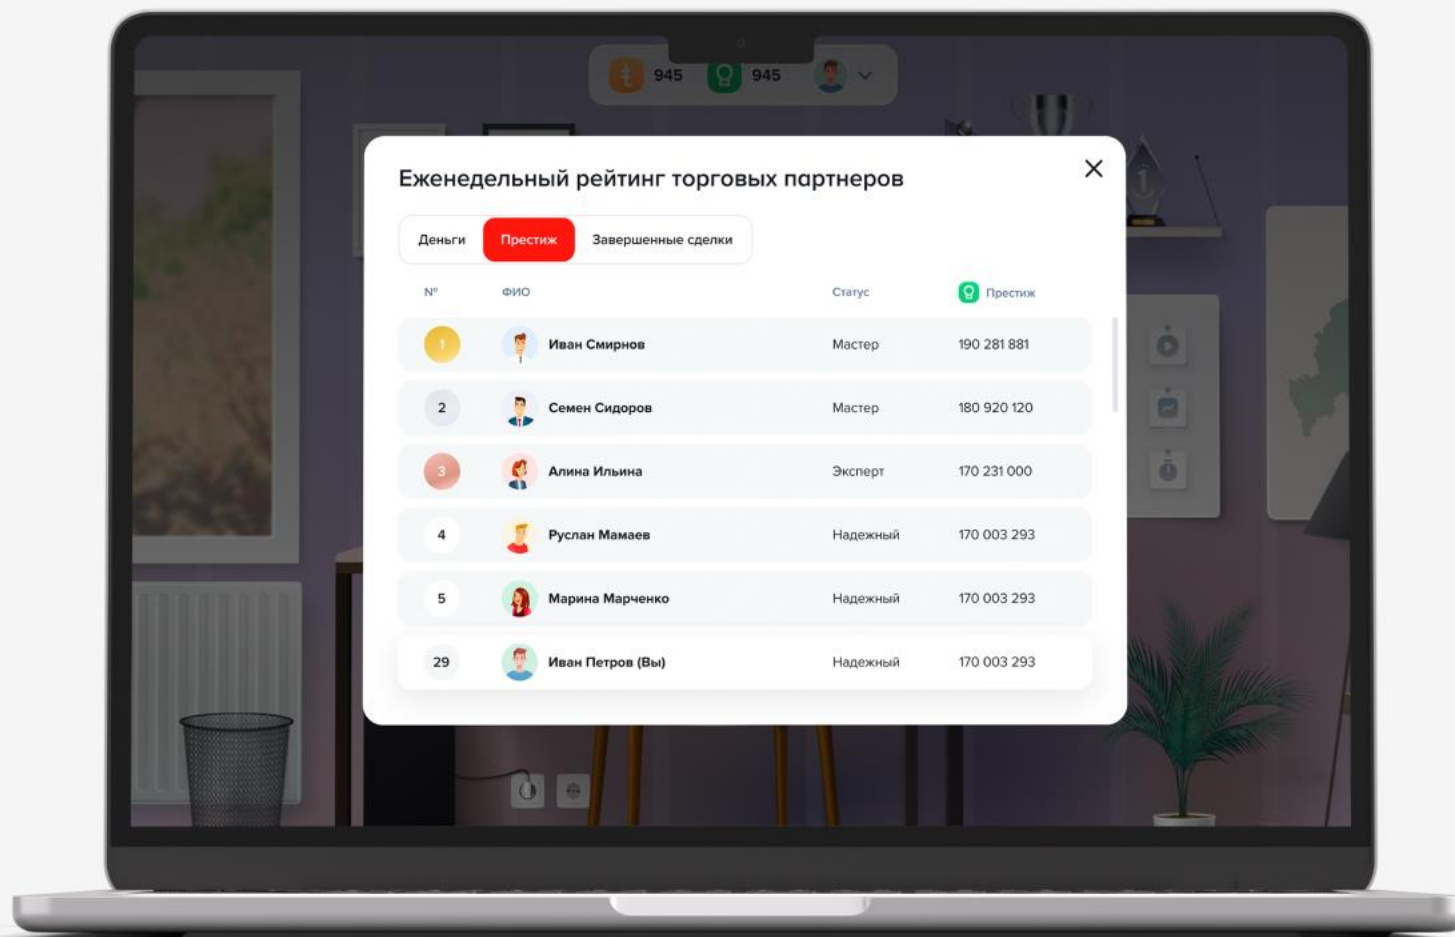 945 945
Еженедельный рейтинг торговых партнеров
Деньги Престиж Завершенные сделки
№ ФИО Статус Престиж
1 Иван Смирнов Мастер 190 281 881
2 Семен Сидоров Мастер 180 920 120
3 Алина Ильина Эксперт 170 231 000
4 Руслан Мамаев Надежный 170 003 293
5 Марина Марченко Надежный 170 003 293
29 Иван Петров (Вы) Надежный 170 003 293
1